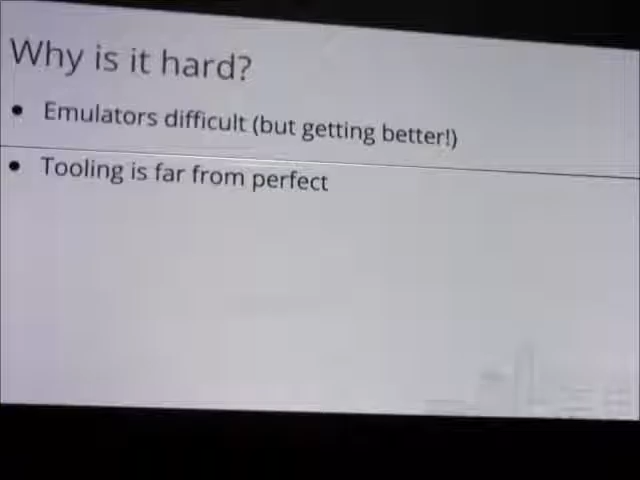 Why is it hard?
● Emulators difficult (but getting better!)
● Tooling is far from perfect